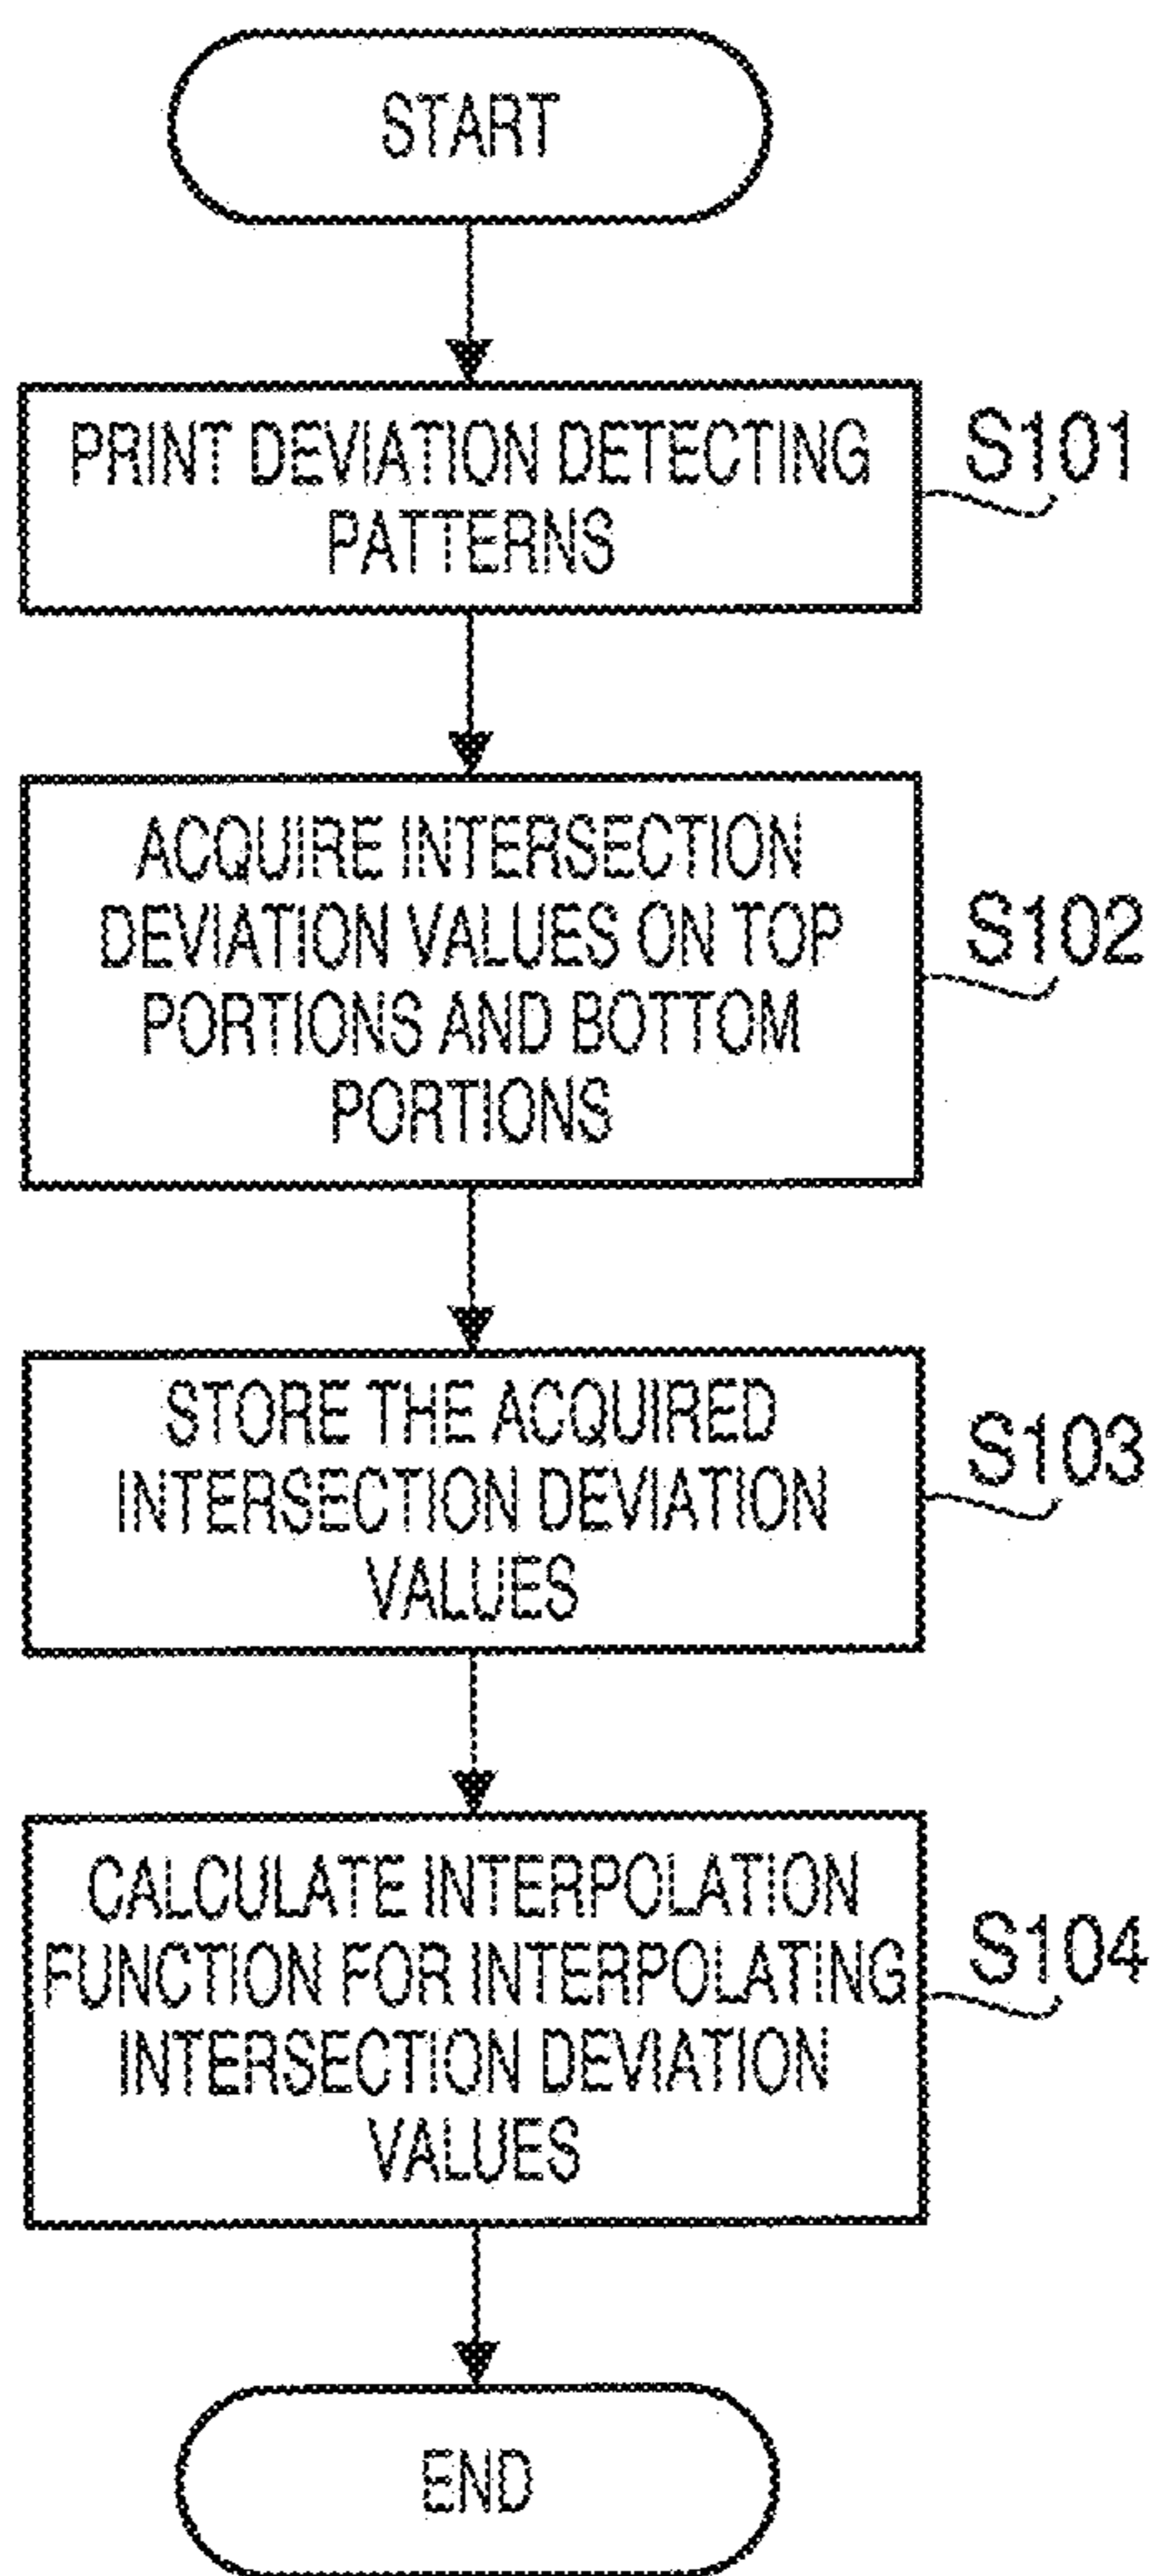 START
PRINT DEVIATION DETECTING
PATTERNS
S101
ACQUIRE INTERSECTION
DEVIATION VALUES ON TOP
PORTIONS AND BOTTOM
PORTIONS
S102
STORE THE ACQUIRED
INTERSECTION DEVIATION
VALUES
S103
CALCULATE INTERPOLATION
FUNCTION FOR INTERPOLATING
INTERSECTION DEVIATION
VALUES
S104
END